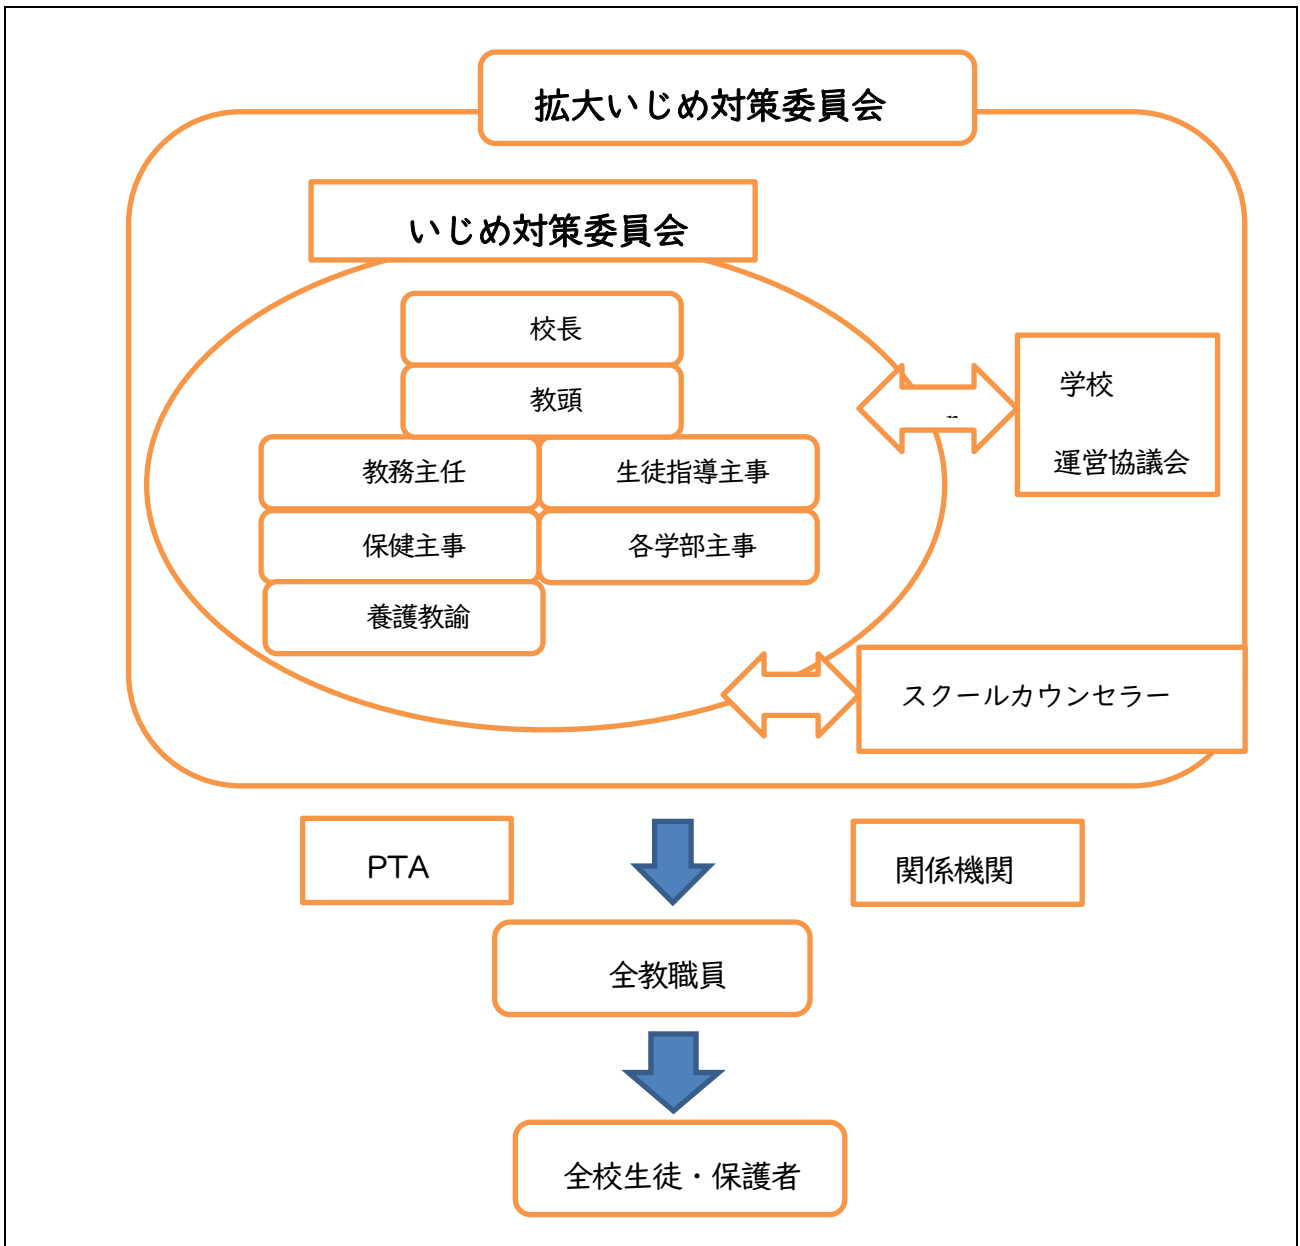 拡大いじめ対策委員会
いじめ対策委員会
校長
教頭
教務主任
生徒指導主事
保健主事
各学部主事
養護教諭
学校
運営協議会
スクールカウンセラー
PTA
関係機関
全教職員
全校生徒・保護者